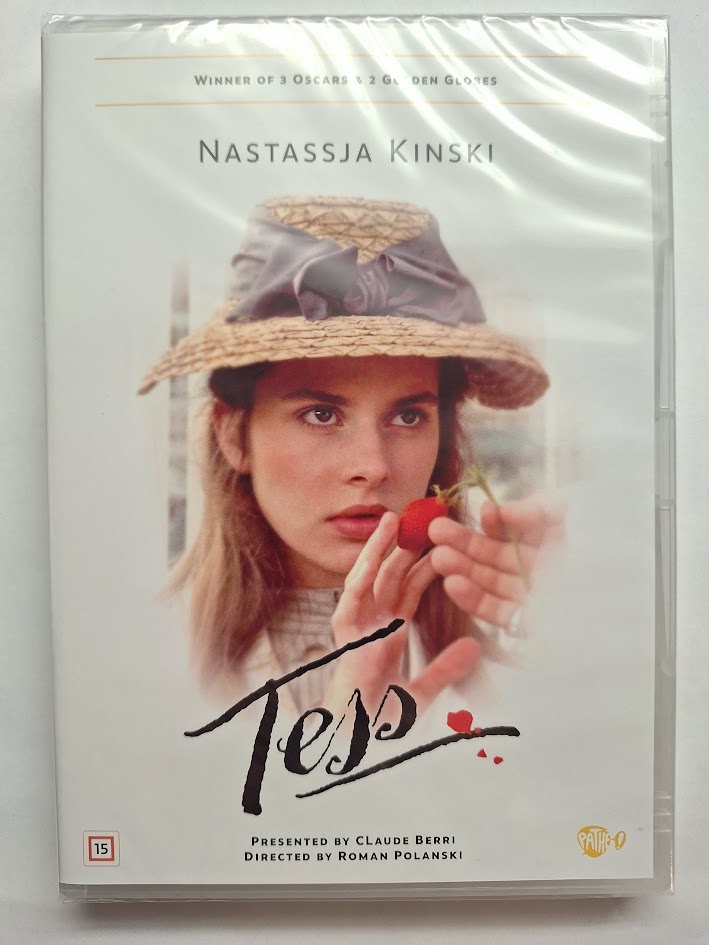 WINNER OF 3 OSCARS & 2 GOLDEN GLOBES
NASTASSJA KINSKI
Tess
15
PRESENTED BY CLAUDE BERRI
DIRECTED BY ROMAN POLANSKI
PATHÉ!